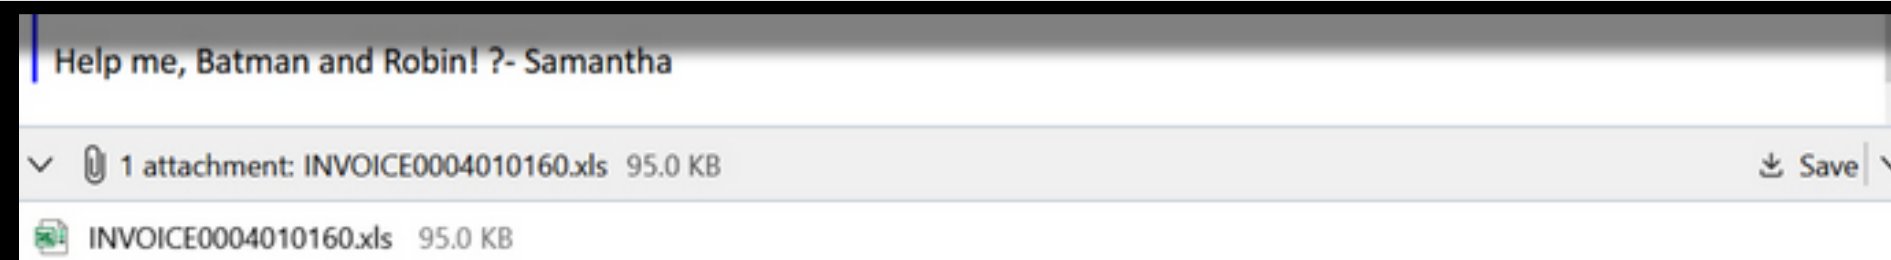 Help me, Batman and Robin! ?- Samantha
1 attachment: INVOICE0004010160.xls 95.0 KB Save
INVOICE0004010160.xls 95.0 KB